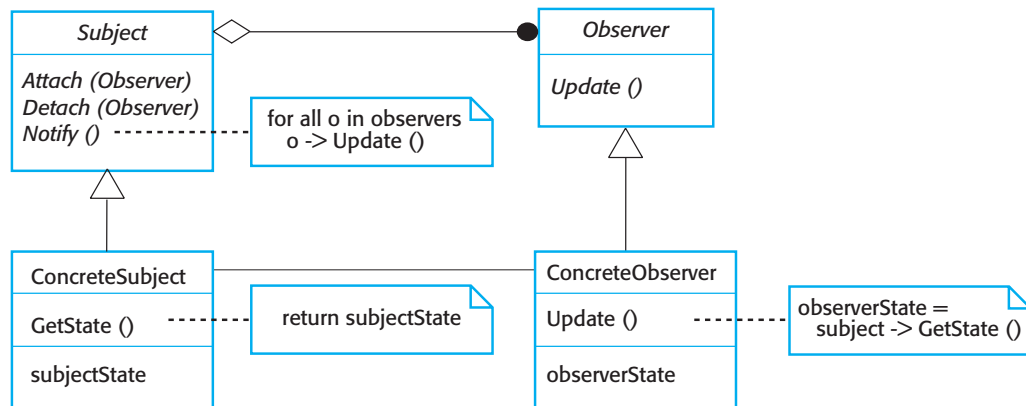 Subject
Observer
Attach (Observer)
Detach (Observer)
Notify ()
for all o in observers
o -> Update ()
Update ()
ConcreteSubject
GetState ()
subjectState
return subjectState
ConcreteObserver
Update ()
observerState
observerState =
subject -> GetState ()